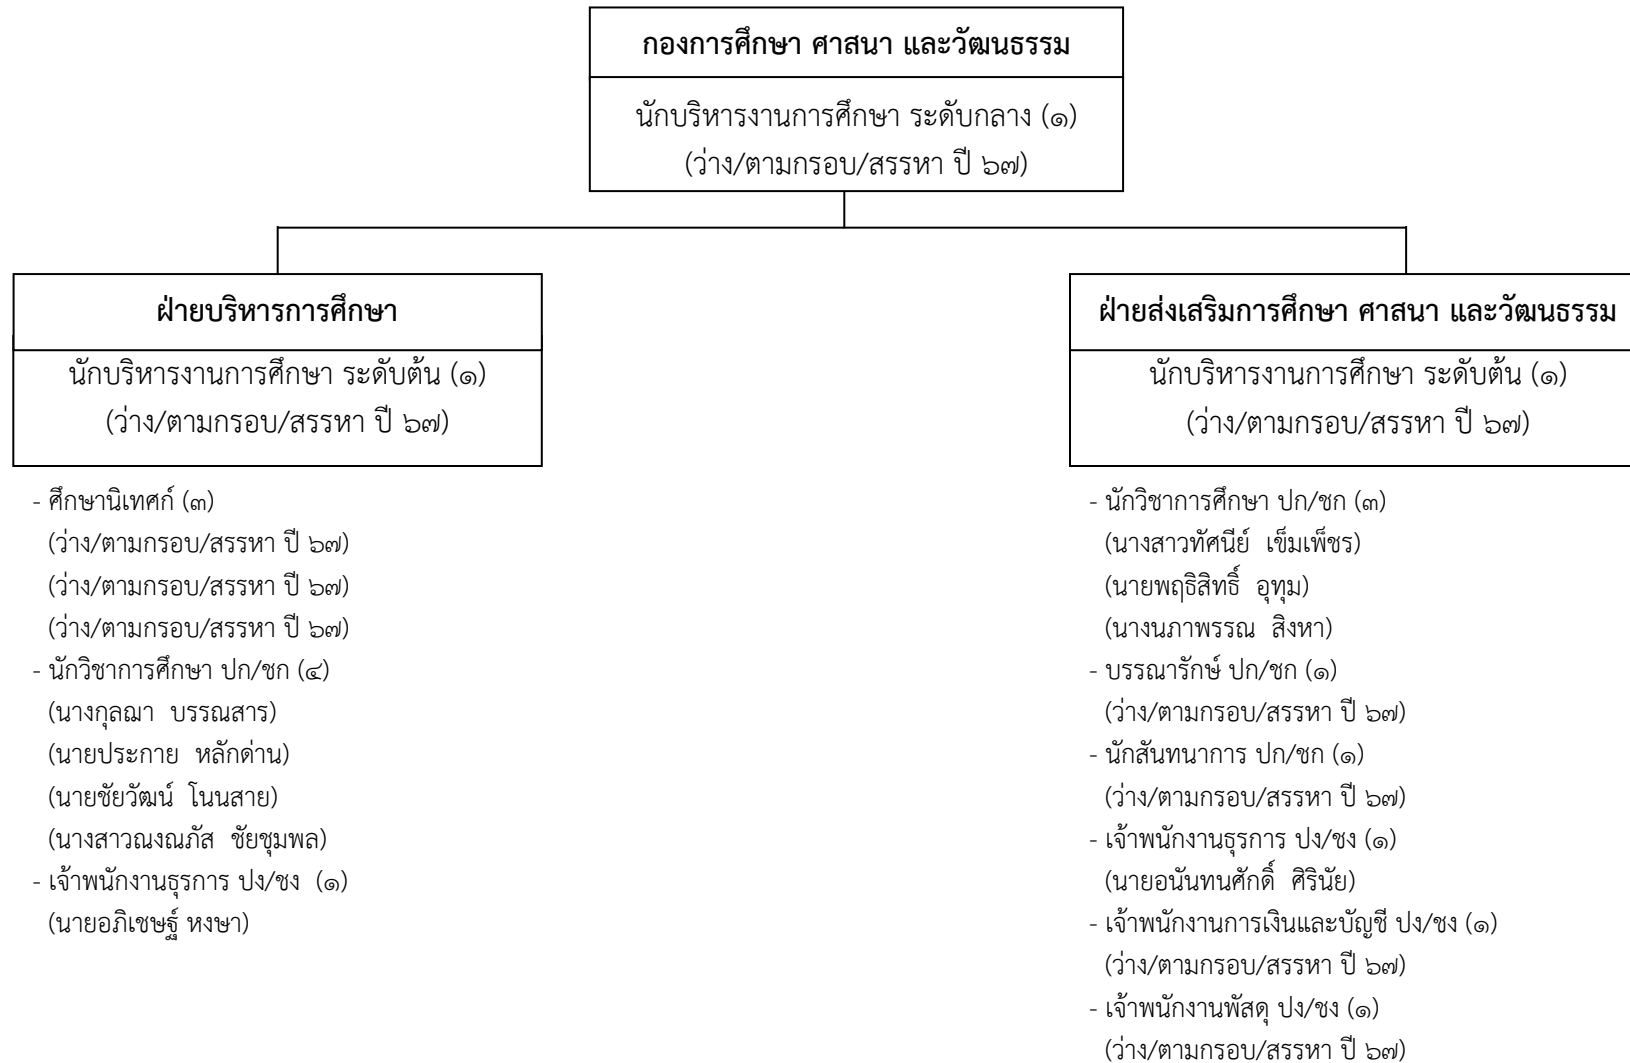 กองการศึกษา ศาสนา และวัฒนธรรม
นักบริหารงานการศึกษา ระดับกลาง (๑)
(ว่าง/ตามกรอบ/สรรหา ปี ๖๗)
ฝ่ายบริหารการศึกษา
นักบริหารงานการศึกษา ระดับต้น (๑)
(ว่าง/ตามกรอบ/สรรหา ปี ๖๗)
- ศึกษานิเทศก์ (๓)
(ว่าง/ตามกรอบ/สรรหา ปี ๖๗)
(ว่าง/ตามกรอบ/สรรหา ปี ๖๗)
(ว่าง/ตามกรอบ/สรรหา ปี ๖๗)
- นักวิชาการศึกษา ปก/ชก (๔)
(นางกุลฌา บรรณสาร)
(นายประกาย หลักด่าน)
(นายชัยวัฒน์ โนนสาย)
(นางสาวณงณภัส ชัยชุมพล)
- เจ้าพนักงานธุรการ ปง/ชง (๑)
(นายอภิเชษฐ์ หงษา)
ฝ่ายส่งเสริมการศึกษา ศาสนา และวัฒนธรรม
นักบริหารงานการศึกษา ระดับต้น (๑)
(ว่าง/ตามกรอบ/สรรหา ปี ๖๗)
- นักวิชาการศึกษา ปก/ชก (๓)
(นางสาวทัศนีย์ เข็มเพ็ชร)
(นายพฤธิสิทธิ์ อุทุม)
(นางนภาพรรณ สิงหา)
- บรรณารักษ์ ปก/ชก (๑)
(ว่าง/ตามกรอบ/สรรหา ปี ๖๗)
- นักสันทนาการ ปก/ชก (๑)
(ว่าง/ตามกรอบ/สรรหา ปี ๖๗)
- เจ้าพนักงานธุรการ ปง/ชง (๑)
(นายอนันทนศักดิ์ ศิรินัย)
- เจ้าพนักงานการเงินและบัญชี ปง/ชง (๑)
(ว่าง/ตามกรอบ/สรรหา ปี ๖๗)
- เจ้าพนักงานพัสดุ ปง/ชง (๑)
(ว่าง/ตามกรอบ/สรรหา ปี ๖๗)